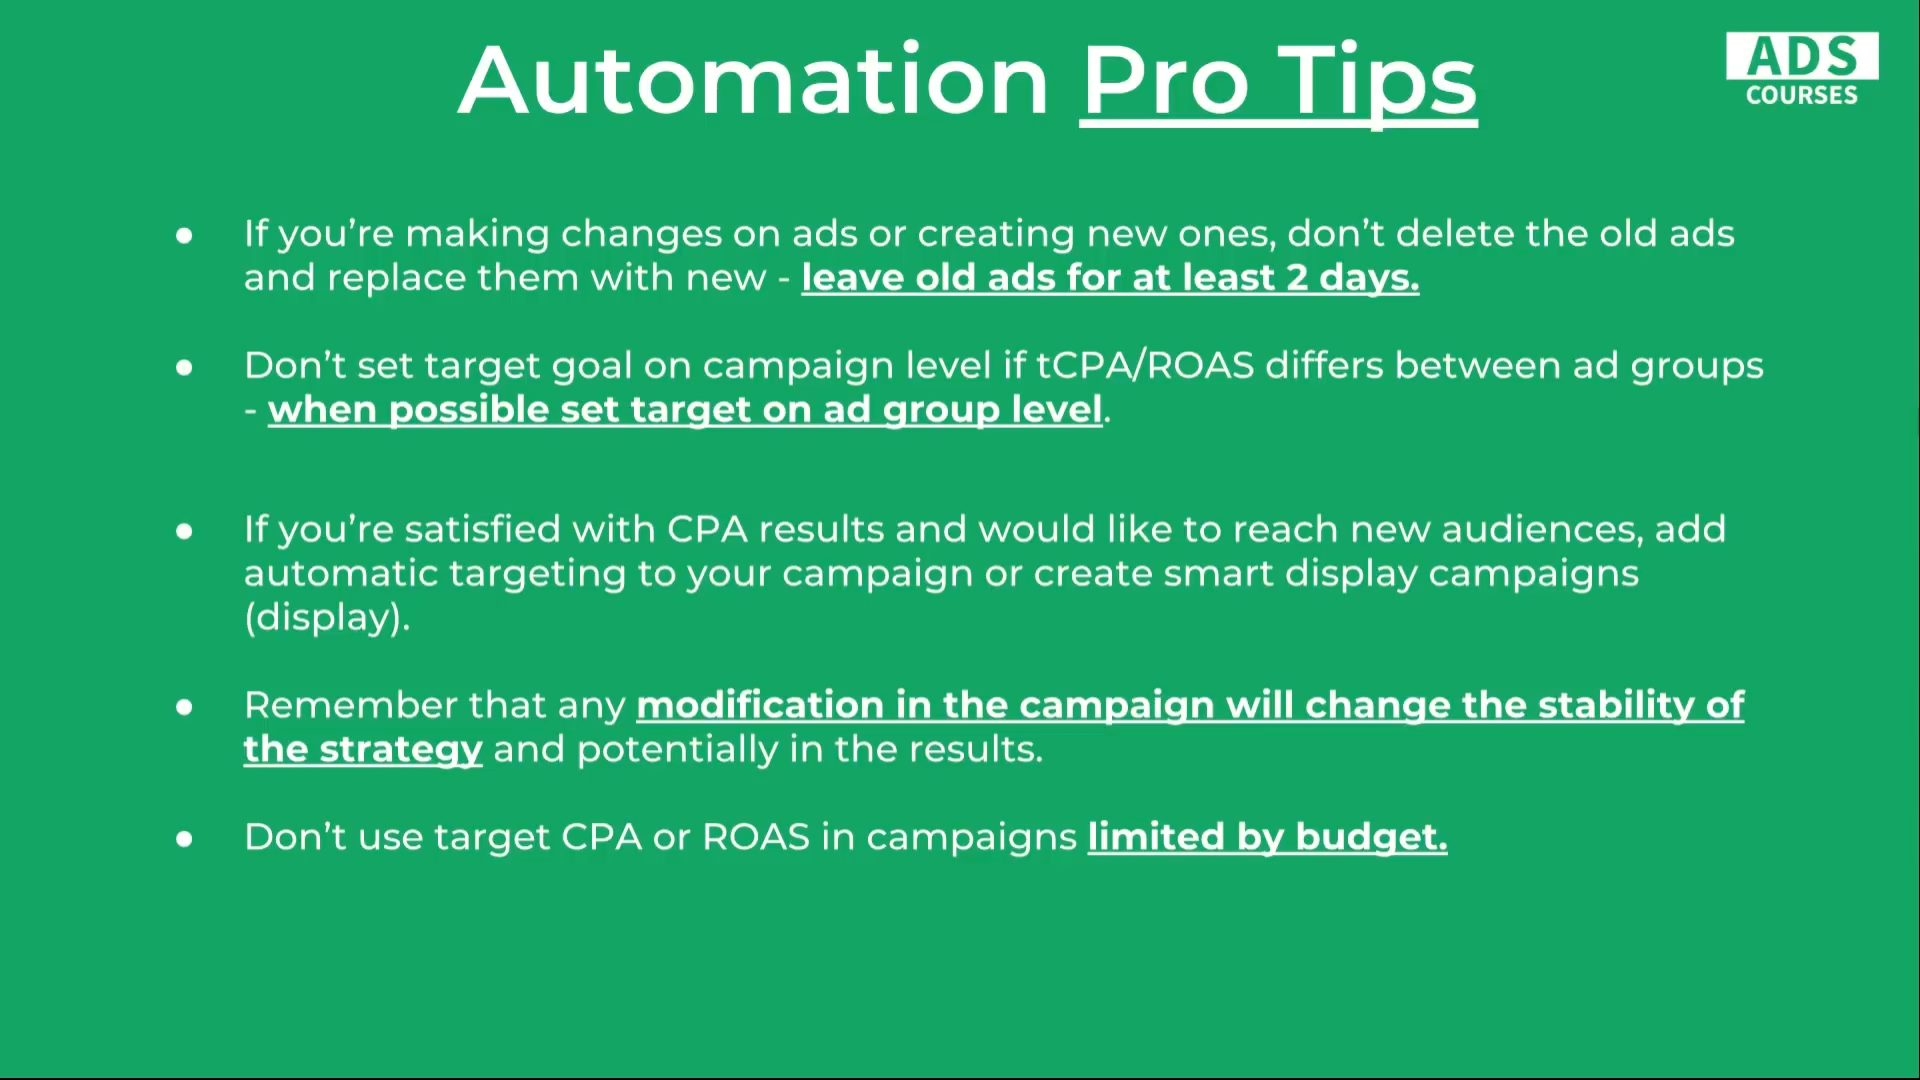 Automation Pro Tips
ADS
COURSES
● If you’re making changes on ads or creating new ones, don’t delete the old ads
and replace them with new - leave old ads for at least 2 days.
● Don’t set target goal on campaign level if tCPA/ROAS differs between ad groups
- when possible set target on ad group level.
● If you’re satisfied with CPA results and would like to reach new audiences, add
automatic targeting to your campaign or create smart display campaigns
(display).
● Remember that any modification in the campaign will change the stability of
the strategy and potentially in the results.
● Don’t use target CPA or ROAS in campaigns limited by budget.